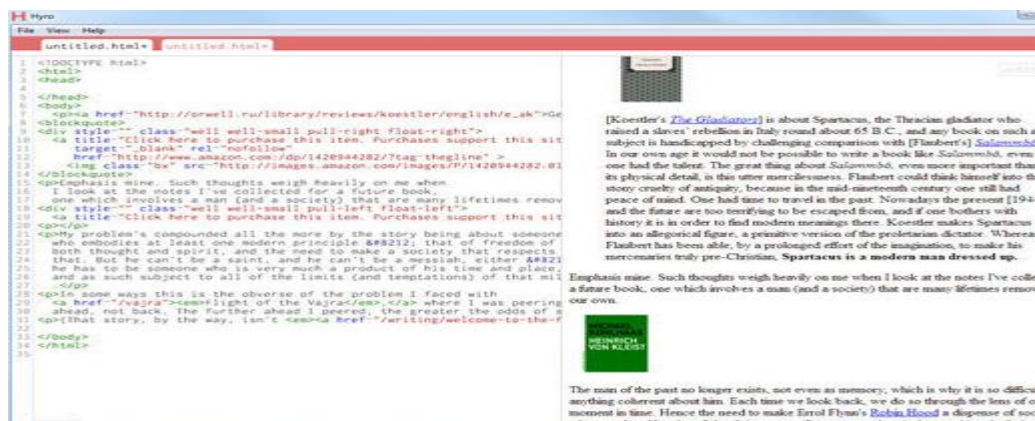 Hyro
File View Help
untitled.html• untitled.html•
1 <!DOCTYPE html>
2 <html>
3 <head>
</head>
<body>
<p><a href="http://orwell.ru/library/reviews/koestler/english/e_ak">Ge
<blockquote>
<div style="" class="well well-small pull-right float-right">
<a title="Click here to purchase this item. Purchases support this sit
target="_blank" rel="nofollow"
href="http://www.amazon.com/dp/1420944282/?tag=thegline" >
<img class="bx" src="http://images.amazon.com/images/P/1420944282.01
</blockquote>
<p>Emphasis mine. Such thoughts weigh heavily on me when
I look at the notes I've collected for a future book,
one which involves a man (and a society) that are many lifetimes remov
<div style="" class="well well-small pull-left float-left">
<a title="Click here to purchase this item. Purchases support this sit
<p></p>
<p>My problem's compounded all the more by the story being about someone
who embodies at least one modern principle &#8212; that of freedom of
both thought and spirit, and the need to make a society that respects
that. But he can't be a saint, and he can't be a messiah, either &#821
he has to be someone who is very much a product of his time and place,
and as such subject to all of the limits (and temptations) of that mil
</p>
<p>In some ways this is the obverse of the problem I faced with
<a href="/vajra"><em>Flight of the Vajra</em>,</a> where I was peering
ahead, not back. The further ahead I peered, the greater the odds of s
<p>(That story, by the way, isn't <em><a href="/writing/welcome-to-the-f
</body>
</html>
[Koestler's The Gladiators] is about Spartacus, the Thracian gladiator who
raised a slaves' rebellion in Italy round about 65 B.C., and any book on such a
subject is handicapped by challenging comparison with [Flaubert's] Salammbô.
In our own age it would not be possible to write a book like Salammbô, even
one had the talent. The great thing about Salammbô, even more important than
its physical detail, is its utter mercilessness. Flaubert could think himself into the
stony cruelty of antiquity, because in the mid-nineteenth century one still had
peace of mind. One had time to travel in the past. Nowadays the present [194
and the future are too terrifying to be escaped from, and if one bothers with
history it is in order to find modern meanings there. Koestler makes Spartacus
into an allegorical figure, a primitive version of the proletarian dictator. Wherea
Flaubert has been able, by a prolonged effort of the imagination, to make his
mercenaries truly pre-Christian, Spartacus is a modern man dressed up.
Emphasis mine. Such thoughts weigh heavily on me when I look at the notes I've colle
a future book, one which involves a man (and a society) that are many lifetimes remov
our own.
MICHAEL
KOHLHAAS
HEINRICH
VON KLEIST
The man of the past no longer exists, not even as memory, which is why it is so difficu
anything coherent about him. Each time we look back, we do so through the lens of o
moment in time. Hence the need to make Errol Flynn's Robin Hood a dispense of soc